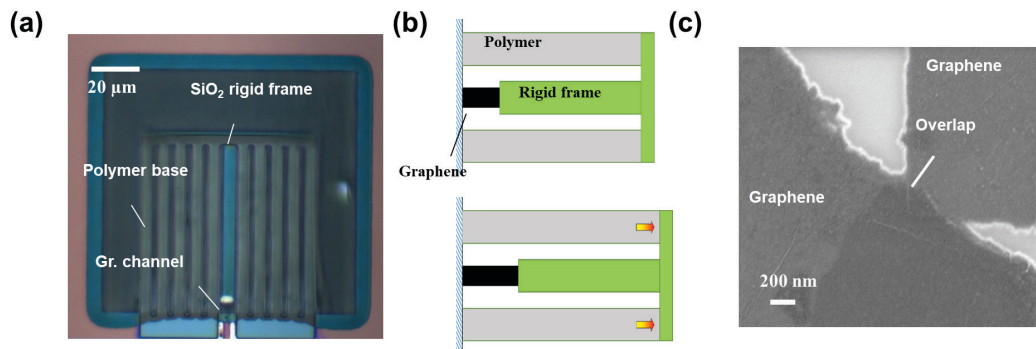 (a)
20 μm
SiO₂ rigid frame
Polymer base
Gr. channel
(b)
Polymer
Rigid frame
Graphene
(c)
Graphene
Overlap
Graphene
200 nm